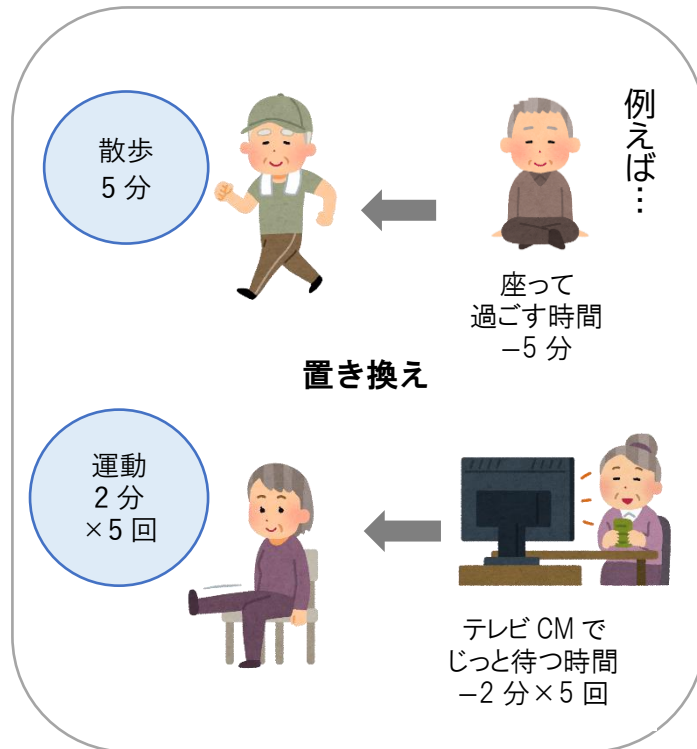 例えば…
座って
過ごす時間
−5 分
散歩
5 分
置き換え
テレビ CM で
じっと待つ時間
−2 分×5 回
運動
2 分
×5 回